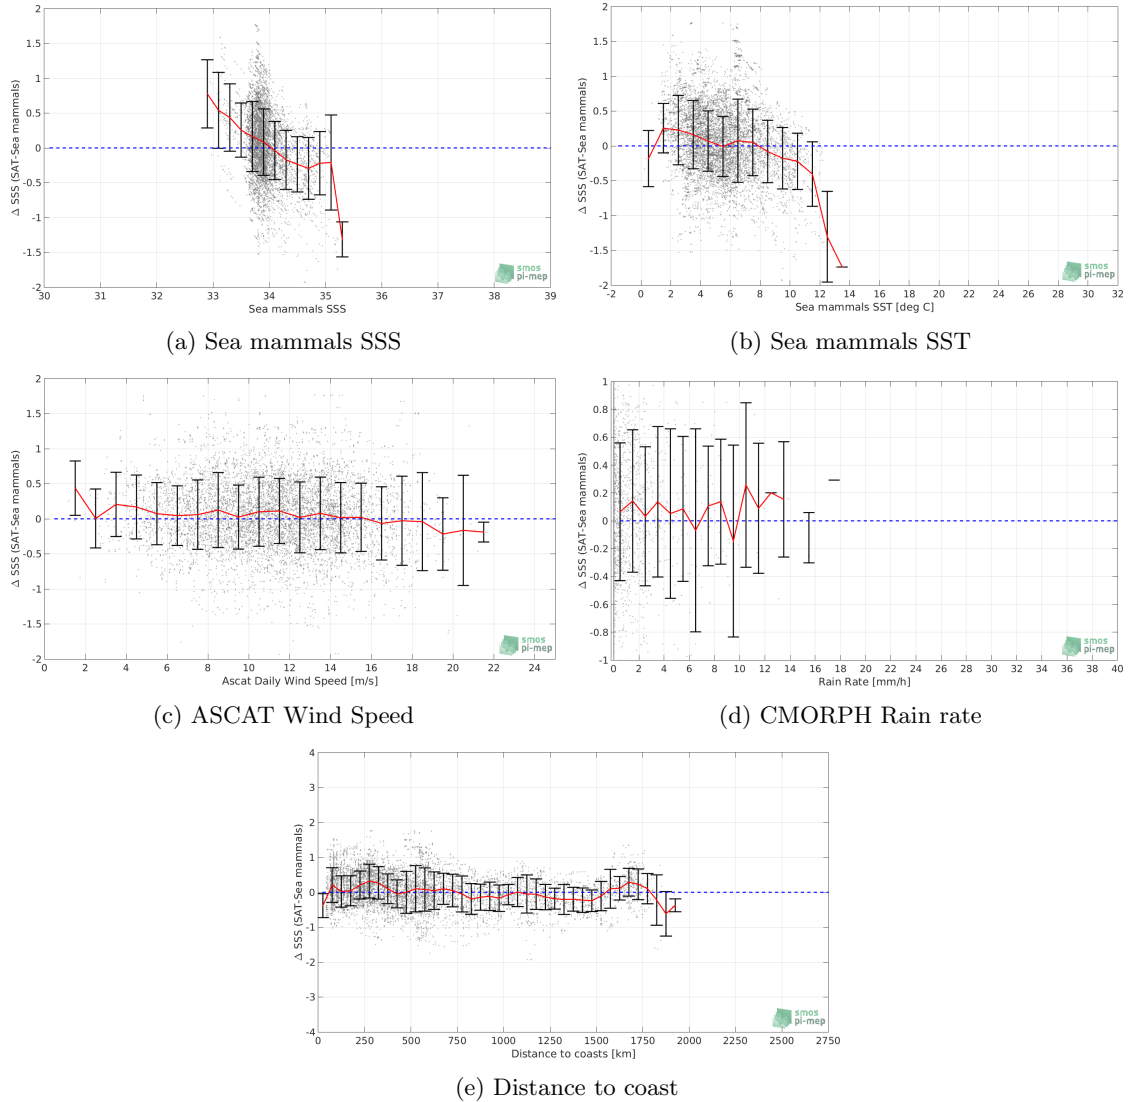 2
1.5
1
0.5
0
-0.5
-1
-1.5
-2
Δ SSS (SAT-Sea mammals)
30 31 32 33 34 35 36 37 38 39
Sea mammals SSS
smos
pi-mep
(a) Sea mammals SSS
2
1.5
1
0.5
0
-0.5
-1
-1.5
-2
Δ SSS (SAT-Sea mammals)
-2 0 2 4 6 8 10 12 14 16 18 20 22 24 26 28 30 32
Sea mammals SST [deg C]
smos
pi-mep
(b) Sea mammals SST
2
1.5
1
0.5
0
-0.5
-1
-1.5
-2
Δ SSS (SAT-Sea mammals)
0 2 4 6 8 10 12 14 16 18 20 22 24
Ascat Daily Wind Speed [m/s]
smos
pi-mep
(c) ASCAT Wind Speed
1
0.8
0.6
0.4
0.2
0
-0.2
-0.4
-0.6
-0.8
-1
Δ SSS (SAT-Sea mammals)
0 2 4 6 8 10 12 14 16 18 20 22 24 26 28 30 32 34 36 38 40
Rain Rate [mm/h]
smos
pi-mep
(d) CMORPH Rain rate
4
3
2
1
0
-1
-2
-3
-4
Δ SSS (SAT-Sea mammals)
0 250 500 750 1000 1250 1500 1750 2000 2250 2500 2750
Distance to coasts [km]
smos
pi-mep
(e) Distance to coast